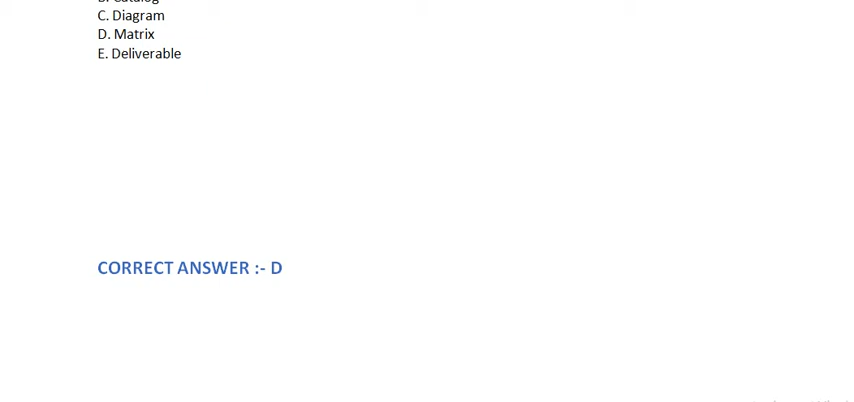 C. Diagram
D. Matrix
E. Deliverable
CORRECT ANSWER :- D